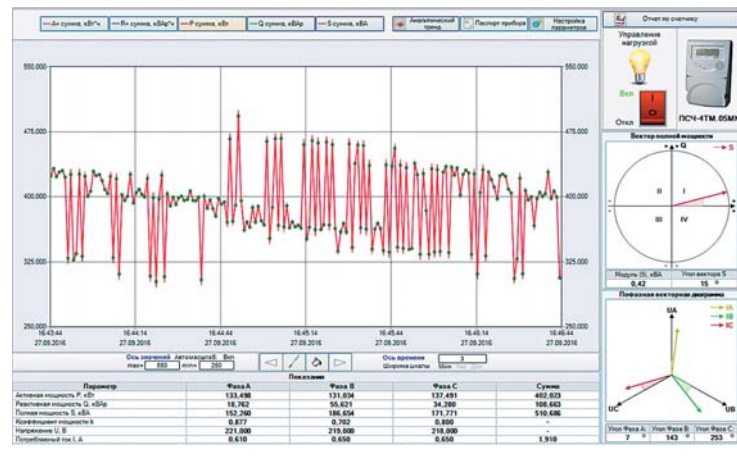 A+ сумма, кВт*ч R+ сумма, кВАр*ч P сумма, кВт Q сумма, кВАр S сумма, кВА
Аналитический тренд Паспорт прибора Настройка параметров
Отчет по счетчику
Управление нагрузкой
Вкл
Откл
ПСЧ-4ТМ.05МК
550.000 550.000
475.000 475.000
400.000 400.000
325.000 325.000
250.000 250.000
16:43:44 16:44:14 16:44:44 16:45:14 16:45:44 16:46:14 16:46:44
27.09.2016 27.09.2016 27.09.2016 27.09.2016 27.09.2016 27.09.2016 27.09.2016
Вектор полной мощности
Q S
II I
III IV
Модуль |S|, кВА Угол вектора S
0,42 15 °
Пофазная векторная диаграмма
UA IA
IB
IC
UC UB
Угол Фаза A: Угол Фаза B: Угол Фаза C:
7 ° 143 ° 253 °
Ось значений Автомасштаб: Вкл
max= 550 min= 250
Ось времени 3
Ширина шкалы Мин
Показания
Параметр Фаза A Фаза B Фаза C Сумма
Активная мощность P, кВт 133,498 131,034 137,491 402,023
Реактивная мощность Q, кВАр 18,762 55,621 34,280 108,663
Полная мощность S, кВА 152,260 186,654 171,771 510,686
Коэффициент мощности k 0,877 0,702 0,800 -
Напряжение U, В 221,000 219,000 218,000 -
Потребляемый ток I, А 0,610 0,650 0,650 1,910